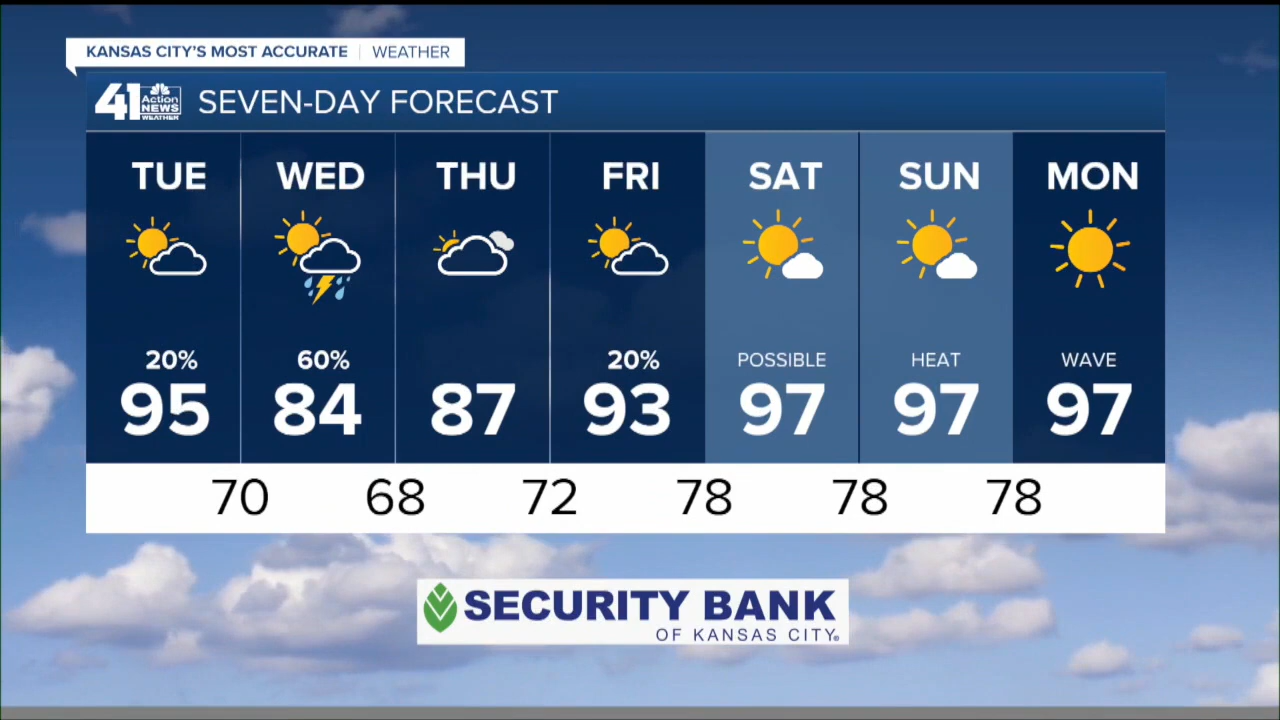 KANSAS CITY'S MOST ACCURATE | WEATHER
41 Action NEWS WEATHER SEVEN-DAY FORECAST
TUE WED THU FRI SAT SUN MON
20% 60% 20% POSSIBLE HEAT WAVE
95 84 87 93 97 97 97
70 68 72 78 78 78
SECURITY BANK
OF KANSAS CITY®